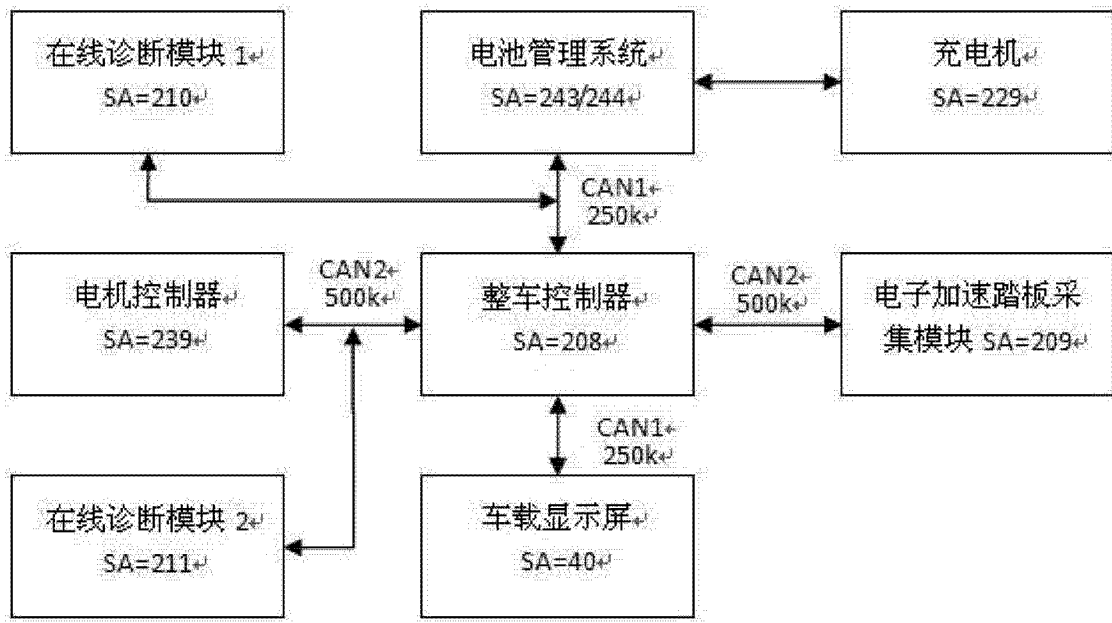 在线诊断模块 1↵
SA=210↵
电池管理系统↵
SA=243/244↵
充电机↵
SA=229↵
CAN1↵
250k↵
电机控制器↵
SA=239↵
CAN2↵
500k↵
整车控制器↵
SA=208↵
CAN2↵
500k↵
电子加速踏板采
集模块 SA=209↵
CAN1↵
250k↵
在线诊断模块 2↵
SA=211↵
车载显示屏↵
SA=40↵